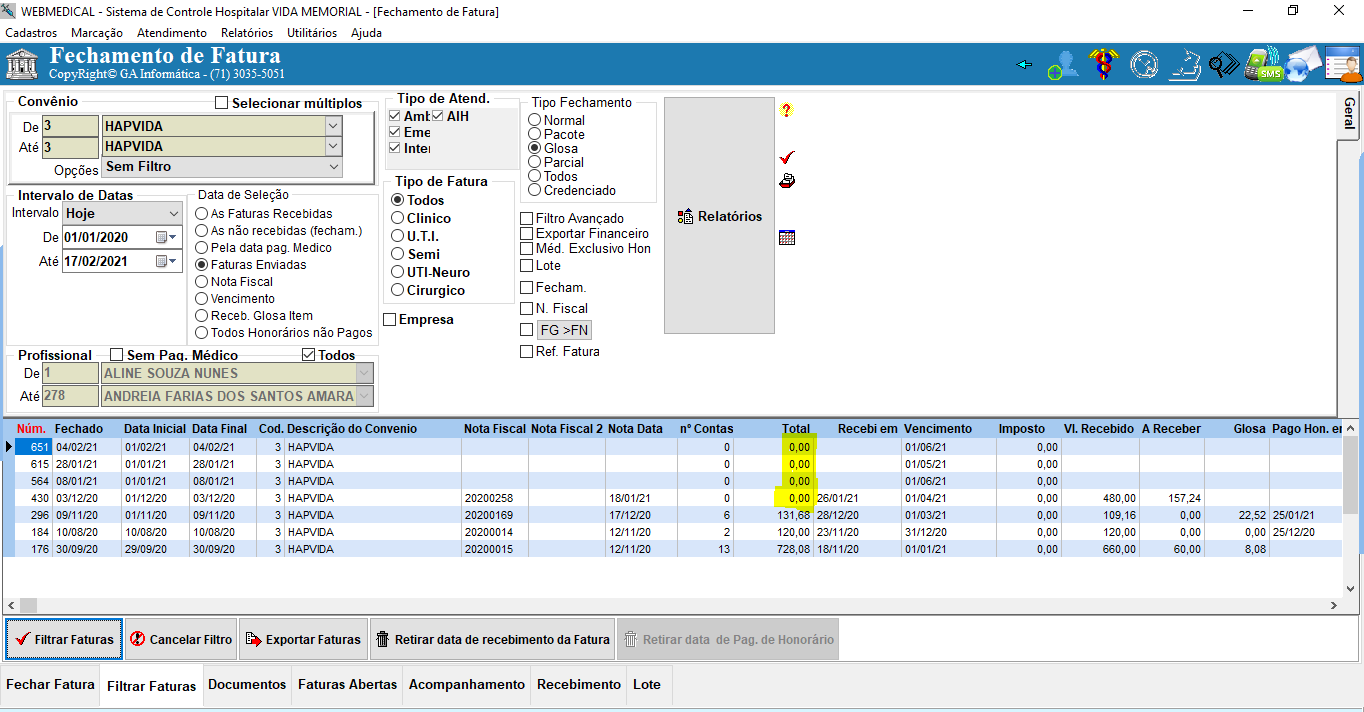 WEBMEDICAL - Sistema de Controle Hospitalar VIDA MEMORIAL - [Fechamento de Fatura]
Cadastros Marcação Atendimento Relatórios Utilitários Ajuda
Fechamento de Fatura
CopyRight© GA Informática - (71) 3035-5051
SMS
Convênio
Selecionar múltiplos
De 3 HAPVIDA
Até 3 HAPVIDA
Opções Sem Filtro
Intervalo de Datas
Intervalo Hoje
De 01/01/2020
Até 17/02/2021
Data de Seleção
As Faturas Recebidas
As não recebidas (fecham.)
Pela data pag. Medico
Faturas Enviadas
Nota Fiscal
Vencimento
Receb. Glosa Item
Todos Honorários não Pagos
Profissional Sem Pag. Médico Todos
De 1 ALINE SOUZA NUNES
Até 278 ANDREIA FARIAS DOS SANTOS AMARA
Tipo de Atend.
Aml AIH
Eme
Inte
Tipo de Fatura
Todos
Clinico
U.T.I.
Semi
UTI-Neuro
Cirurgico
Empresa
Tipo Fechamento
Normal
Pacote
Glosa
Parcial
Todos
Credenciado
Filtro Avançado
Exportar Financeiro
Méd. Exclusivo Hon
Lote
Fecham.
N. Fiscal
FG >FN
Ref. Fatura
Relatórios
?
Geral
Núm. Fechado Data Inicial Data Final Cod. Descrição do Convenio Nota Fiscal Nota Fiscal 2 Nota Data nº Contas Total Recebi em Vencimento Imposto Vl. Recebido A Receber Glosa Pago Hon. en
651 04/02/21 01/02/21 04/02/21 3 HAPVIDA 0 0,00 01/06/21 0,00
615 28/01/21 01/01/21 28/01/21 3 HAPVIDA 0 0,00 01/05/21 0,00
564 08/01/21 01/01/21 08/01/21 3 HAPVIDA 0 0,00 01/06/21 0,00
430 03/12/20 01/12/20 03/12/20 3 HAPVIDA 20200258 18/01/21 0 0,00 26/01/21 01/04/21 0,00 480,00 157,24
296 09/11/20 01/11/20 09/11/20 3 HAPVIDA 20200169 17/12/20 6 131,68 28/12/20 01/03/21 0,00 109,16 0,00 22,52 25/01/21
184 10/08/20 10/08/20 10/08/20 3 HAPVIDA 20200014 12/11/20 2 120,00 23/11/20 31/12/20 0,00 120,00 0,00 0,00 25/12/20
176 30/09/20 29/09/20 30/09/20 3 HAPVIDA 20200015 12/11/20 13 728,08 18/11/20 01/01/21 0,00 660,00 60,00 8,08
Filtrar Faturas Cancelar Filtro Exportar Faturas Retirar data de recebimento da Fatura Retirar data de Pag. de Honorário
Fechar Fatura Filtrar Faturas Documentos Faturas Abertas Acompanhamento Recebimento Lote